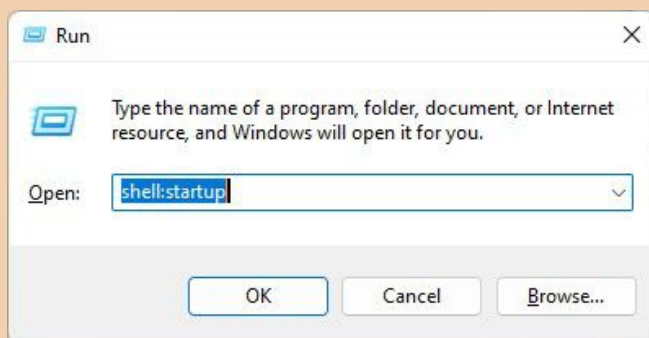 Run
Type the name of a program, folder, document, or Internet
resource, and Windows will open it for you.
Open: shell:startup
OK Cancel Browse...